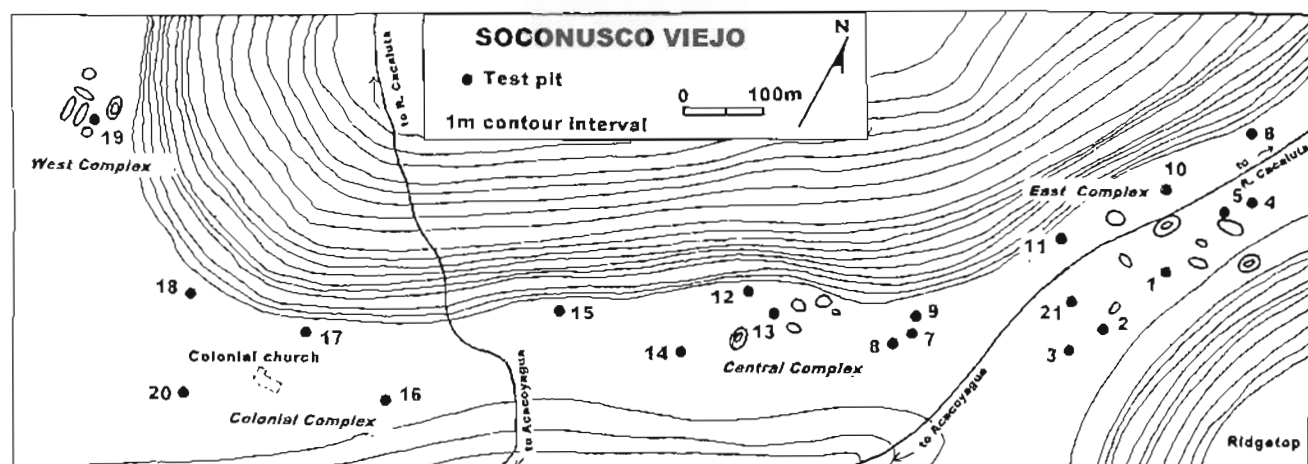 SOCONUSCO VIEJO
N
Test pit
0 100m
1m contour interval
to R. Cacaluta
19
West Complex
8
to R. Cacaluta
10
East Complex
5
4
11
18
12
1
15
13
9
21
2
17
14
8
7
3
Colonial church
Central Complex
20
16
Colonial Complex
to Acacoyagua
to Acacoyagua
Ridgetop